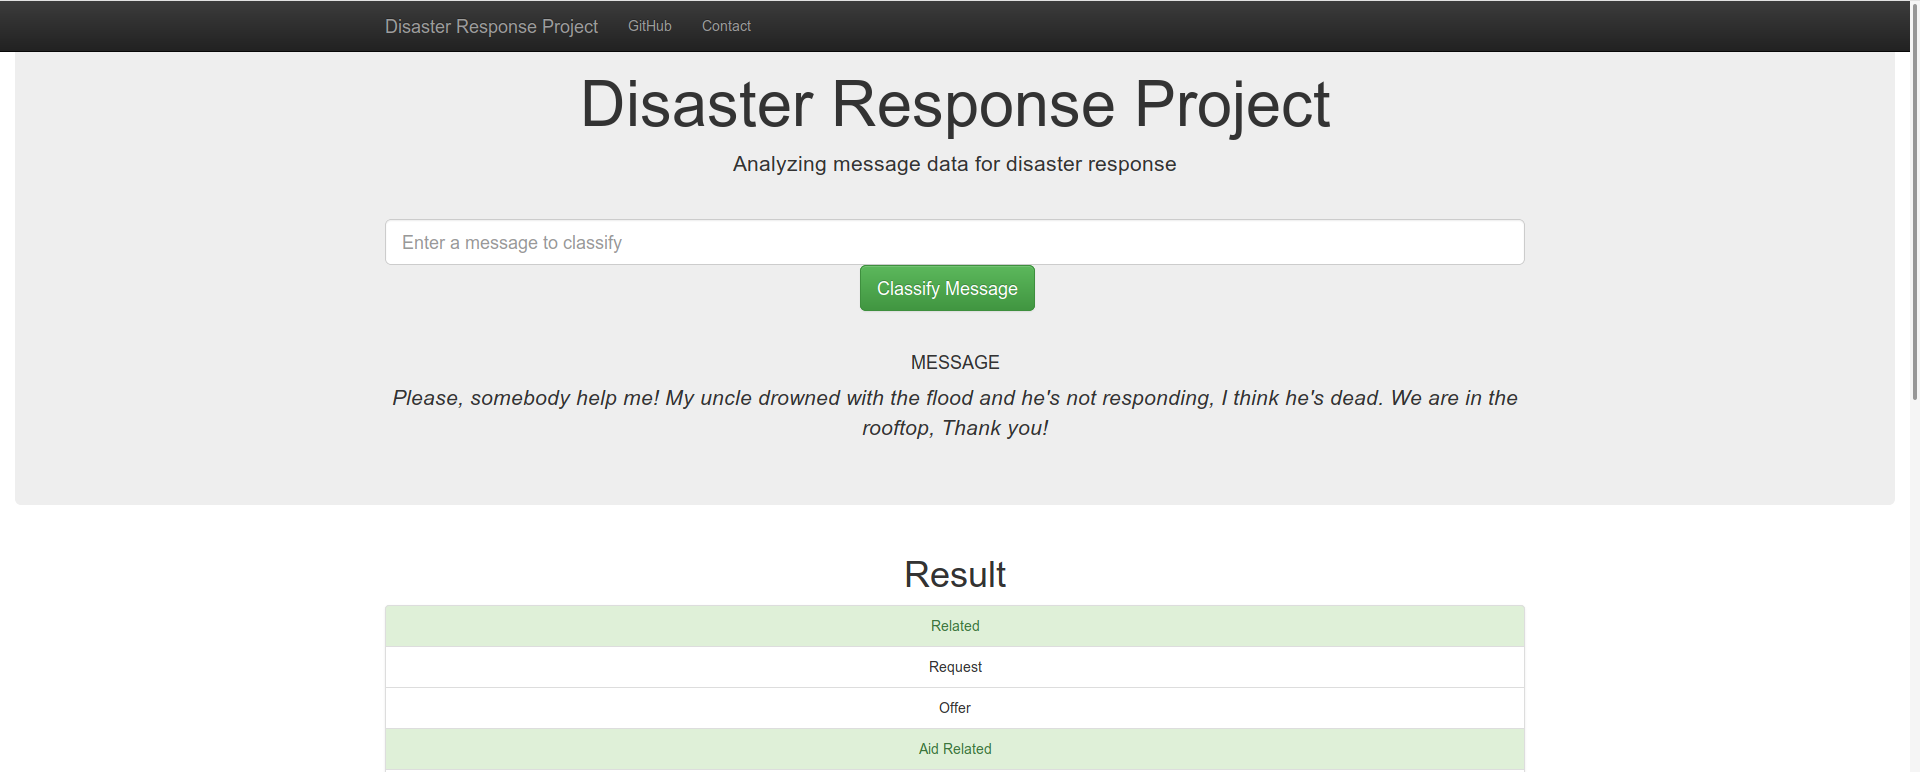 Disaster Response Project GitHub Contact
Disaster Response Project
Analyzing message data for disaster response
Enter a message to classify
Classify Message
MESSAGE
Please, somebody help me! My uncle drowned with the flood and he's not responding, I think he's dead. We are in the
rooftop, Thank you!
Result
Related
Request
Offer
Aid Related